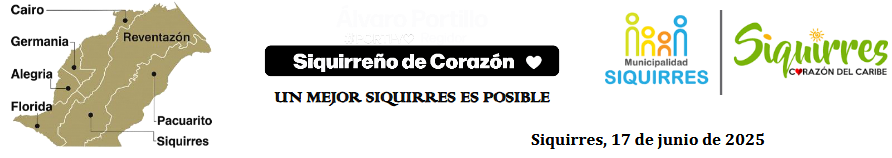 Cairo
Germania
Reventazón
Alegria
Florida
Pacuarito
Siquirres
Siquirreño de Corazón
UN MEJOR SIQUIRRES ES POSIBLE
Municipalidad
SIQUIRRES
Siquirres
CORAZÓN DEL CARIBE
Siquirres, 17 de junio de 2025